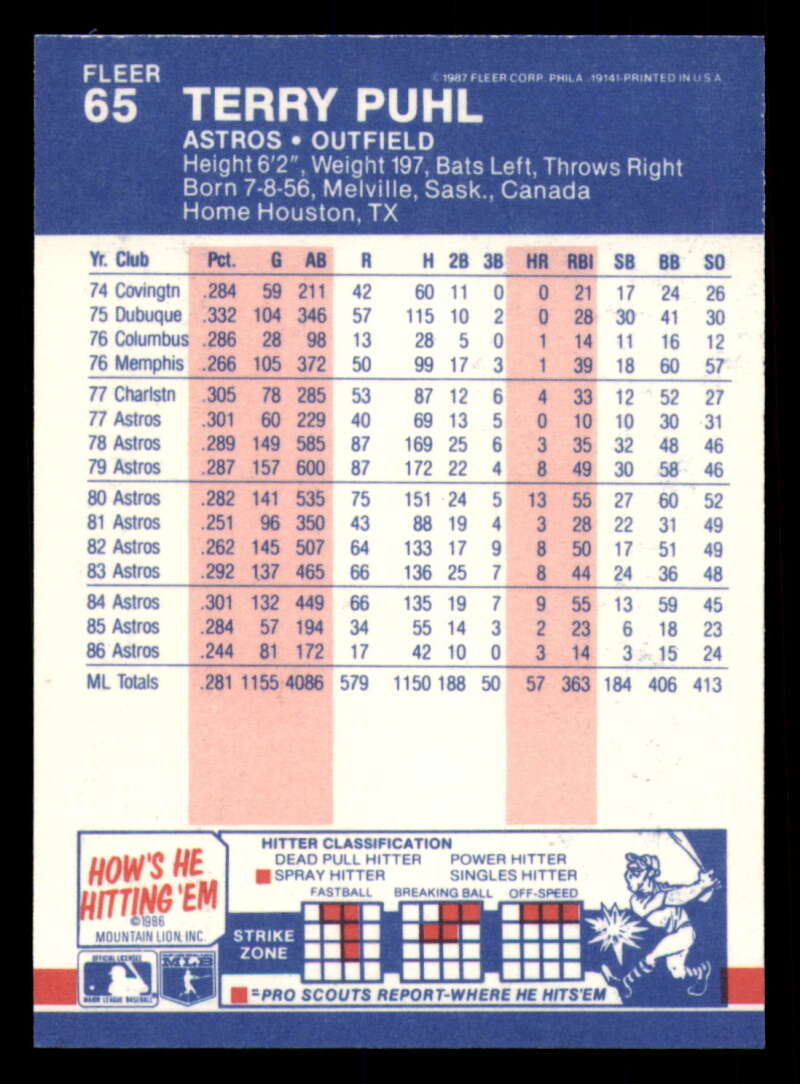 FLEER
© 1987 FLEER CORP. PHILA. 19141-PRINTED IN U S A
65 TERRY PUHL
ASTROS • OUTFIELD
Height 6'2", Weight 197, Bats Left, Throws Right
Born 7-8-56, Melville, Sask., Canada
Home Houston, TX
Yr. Club Pct. G AB R H 2B 3B HR RBI SB BB SO
74 Covingtn .284 59 211 42 60 11 0 0 21 17 24 26
75 Dubuque .332 104 346 57 115 10 2 0 28 30 41 30
76 Columbus .286 28 98 13 28 5 0 1 14 11 16 12
76 Memphis .266 105 372 50 99 17 3 1 39 18 60 57
77 Charlstn .305 78 285 53 87 12 6 4 33 12 52 27
77 Astros .301 60 229 40 69 13 5 0 10 10 30 31
78 Astros .289 149 585 87 169 25 6 3 35 32 48 46
79 Astros .287 157 600 87 172 22 4 8 49 30 58 46
80 Astros .282 141 535 75 151 24 5 13 55 27 60 52
81 Astros .251 96 350 43 88 19 4 3 28 22 31 49
82 Astros .262 145 507 64 133 17 9 8 50 17 51 49
83 Astros .292 137 465 66 136 25 7 8 44 24 36 48
84 Astros .301 132 449 66 135 19 7 9 55 13 59 45
85 Astros .284 57 194 34 55 14 3 2 23 6 18 23
86 Astros .244 81 172 17 42 10 0 3 14 3 15 24
ML Totals .281 1155 4086 579 1150 188 50 57 363 184 406 413
HOW'S HE
HITTING 'EM
©1986
MOUNTAIN LION, INC.
OFFICIAL LICENSEE
MAJOR LEAGUE BASEBALL
MLB
HITTER CLASSIFICATION
DEAD PULL HITTER POWER HITTER
SPRAY HITTER SINGLES HITTER
FASTBALL BREAKING BALL OFF-SPEED
STRIKE
ZONE
=PRO SCOUTS REPORT-WHERE HE HITS'EM